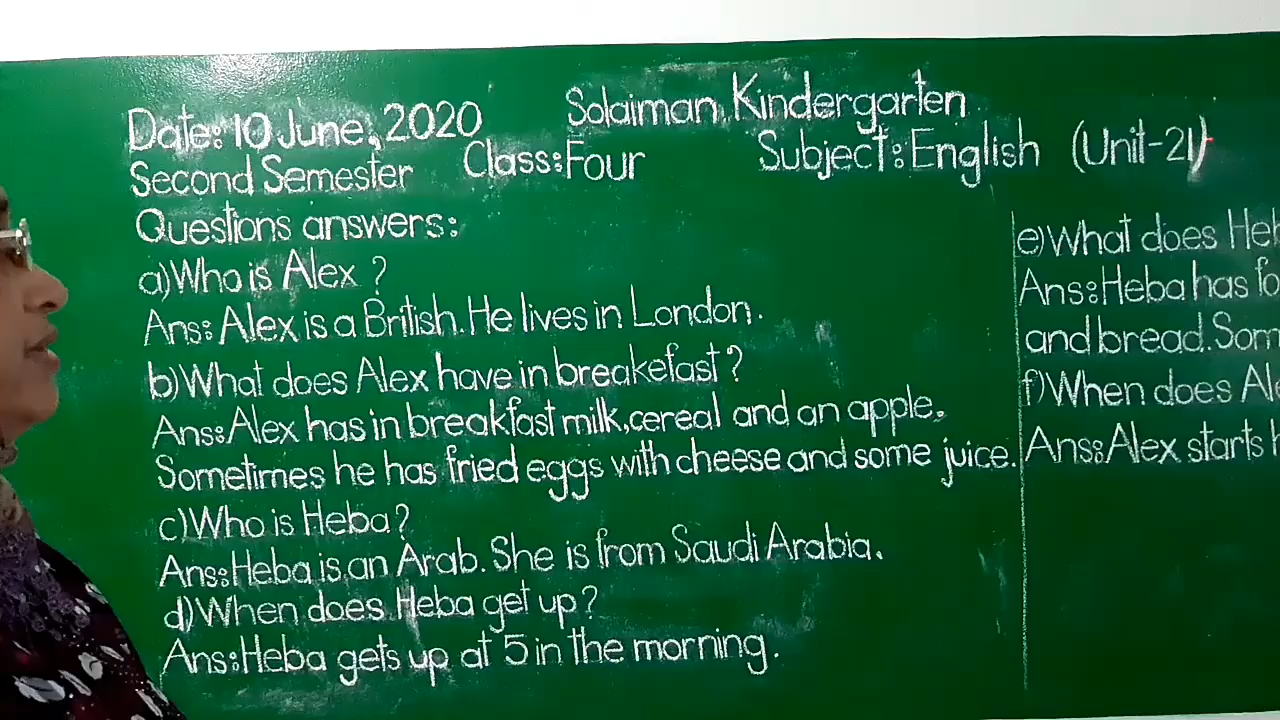 Date: 10 June, 2020 Solaiman Kindergarten
Second Semester Class: Four Subject: English (Unit-21)
Questions answers:
a) Who is Alex ?
Ans: Alex is a British. He lives in London.
b) What does Alex have in breakefast ?
Ans: Alex has in breakfast milk, cereal and an apple.
Sometimes he has fried eggs with cheese and some juice.
c) Who is Heba?
Ans: Heba is an Arab. She is from Saudi Arabia.
d) When does Heba get up?
Ans: Heba gets up at 5 in the morning.
e) What does
Ans: Heba has
and bread.
f) When does
Ans: Alex starts